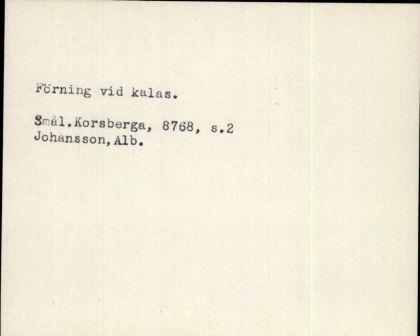 Förning vid kalas.
Smål.Korsberga, 8768, s.2
Johansson,Alb.